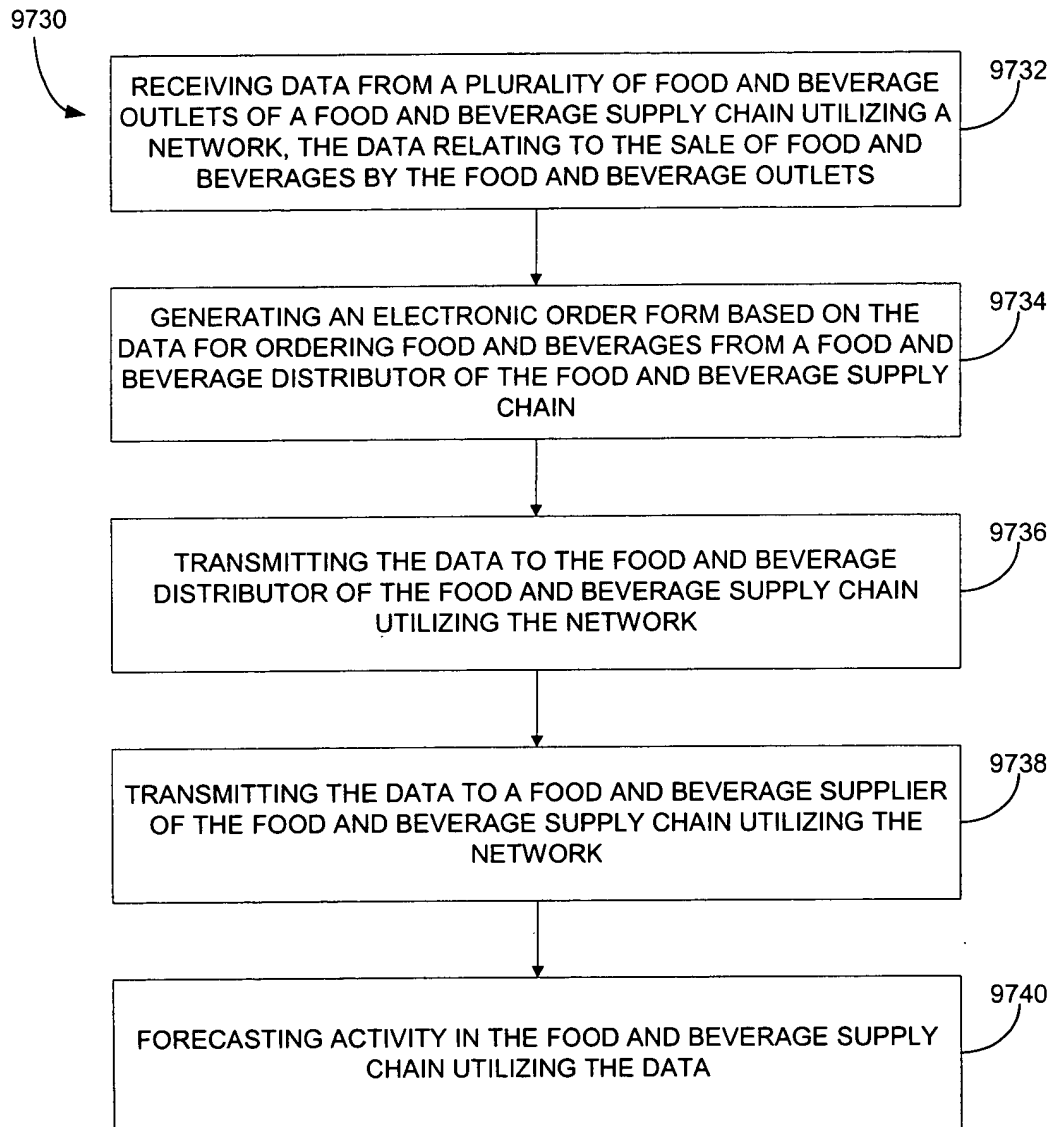 9730
9732
RECEIVING DATA FROM A PLURALITY OF FOOD AND BEVERAGE
OUTLETS OF A FOOD AND BEVERAGE SUPPLY CHAIN UTILIZING A
NETWORK, THE DATA RELATING TO THE SALE OF FOOD AND
BEVERAGES BY THE FOOD AND BEVERAGE OUTLETS
9734
GENERATING AN ELECTRONIC ORDER FORM BASED ON THE
DATA FOR ORDERING FOOD AND BEVERAGES FROM A FOOD AND
BEVERAGE DISTRIBUTOR OF THE FOOD AND BEVERAGE SUPPLY
CHAIN
9736
TRANSMITTING THE DATA TO THE FOOD AND BEVERAGE
DISTRIBUTOR OF THE FOOD AND BEVERAGE SUPPLY CHAIN
UTILIZING THE NETWORK
9738
TRANSMITTING THE DATA TO A FOOD AND BEVERAGE SUPPLIER
OF THE FOOD AND BEVERAGE SUPPLY CHAIN UTILIZING THE
NETWORK
9740
FORECASTING ACTIVITY IN THE FOOD AND BEVERAGE SUPPLY
CHAIN UTILIZING THE DATA